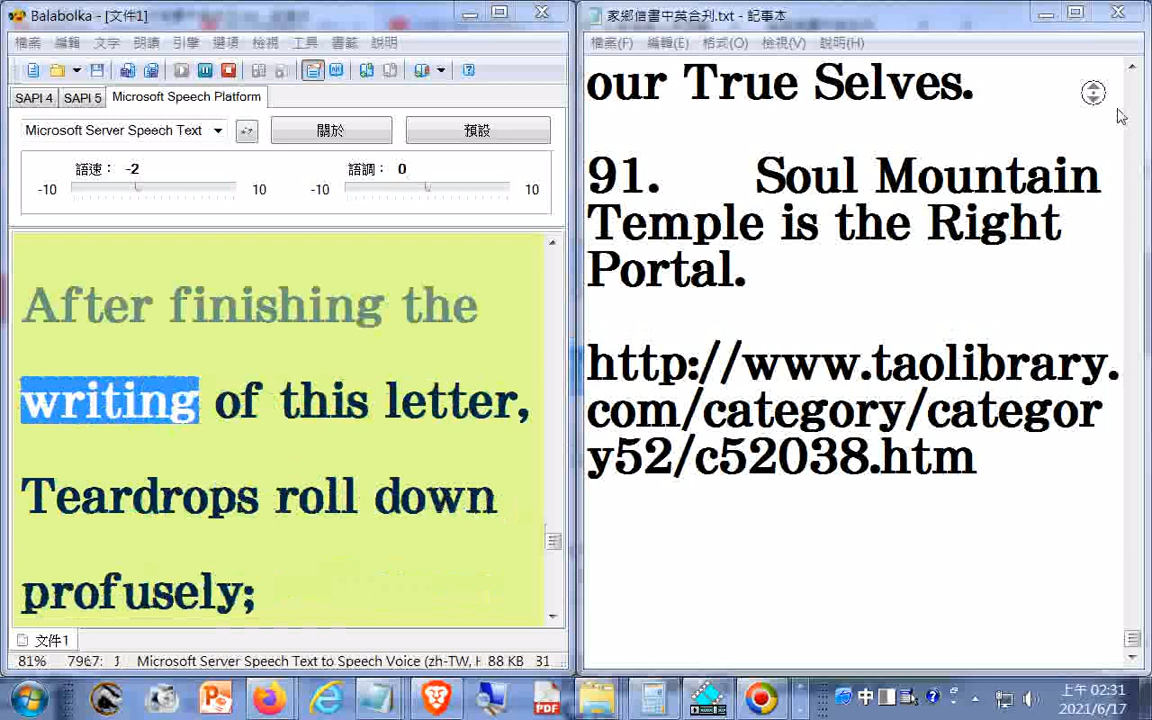 Balabolka - [文件1]
檔案 編輯 文字 朗讀 引擎 選項 檢視 工具 書籤 說明
SAPI 4 SAPI 5 Microsoft Speech Platform
Microsoft Server Speech Text 關於 預設
語速： -2 語調： 0
-10 10 -10 10
After finishing the
writing of this letter,
Teardrops roll down
profusely;
文件1
81% 7967: Microsoft Server Speech Text to Speech Voice (zh-TW, H 88 KB 31
家鄉信書中英合刋.txt - 記事本
檔案(F) 編輯(E) 格式(O) 檢視(V) 說明(H)
our True Selves.
91. Soul Mountain
Temple is the Right
Portal.
http://www.taolibrary.
com/category/categor
y52/c52038.htm
中
上午 02:31
2021/6/17